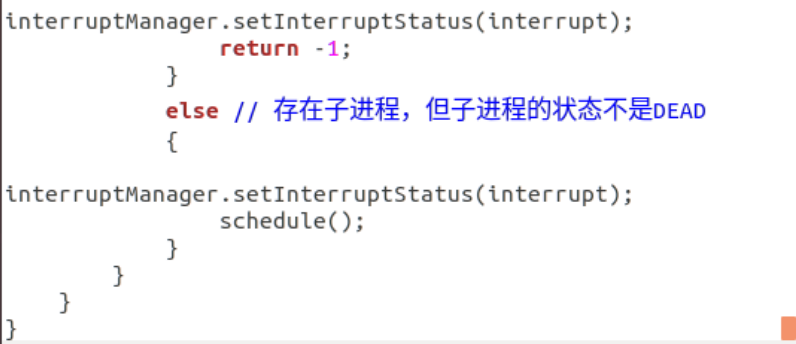 interruptManager.setInterruptStatus(interrupt);
return -1;
}
else // 存在子进程，但子进程的状态不是DEAD
{
interruptManager.setInterruptStatus(interrupt);
schedule();
}
}
}
}